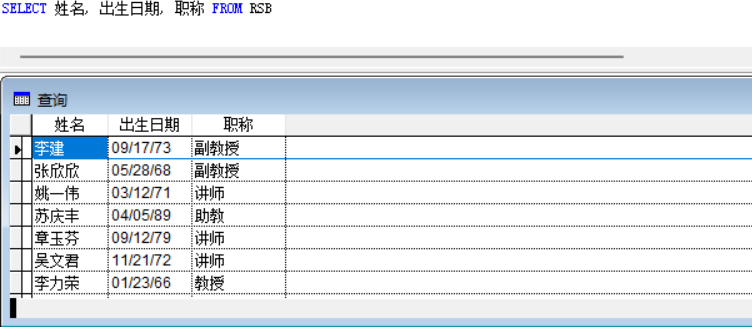 SELECT 姓名, 出生日期, 职称 FROM RSB
查询
姓名 出生日期 职称
李建 09/17/73 副教授
张欣欣 05/28/68 副教授
姚一伟 03/12/71 讲师
苏庆丰 04/05/89 助教
章玉芬 09/12/79 讲师
吴文君 11/21/72 讲师
李力荣 01/23/66 教授